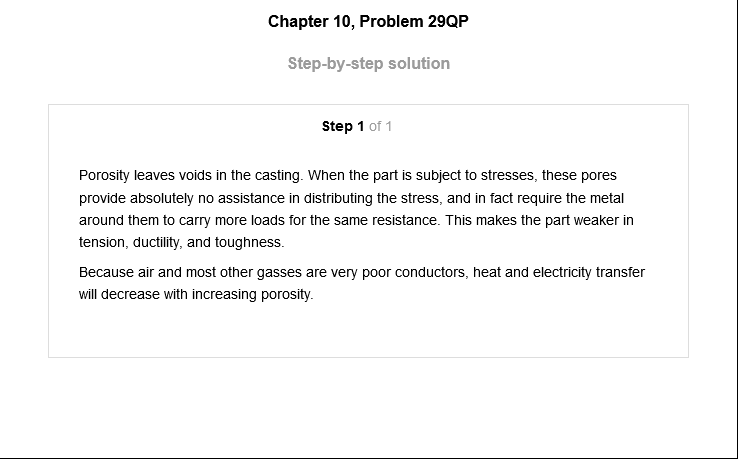 Chapter 10, Problem 29QP
Step-by-step solution
Step 1 of 1
Porosity leaves voids in the casting. When the part is subject to stresses, these pores
provide absolutely no assistance in distributing the stress, and in fact require the metal
around them to carry more loads for the same resistance. This makes the part weaker in
tension, ductility, and toughness.
Because air and most other gasses are very poor conductors, heat and electricity transfer
will decrease with increasing porosity.